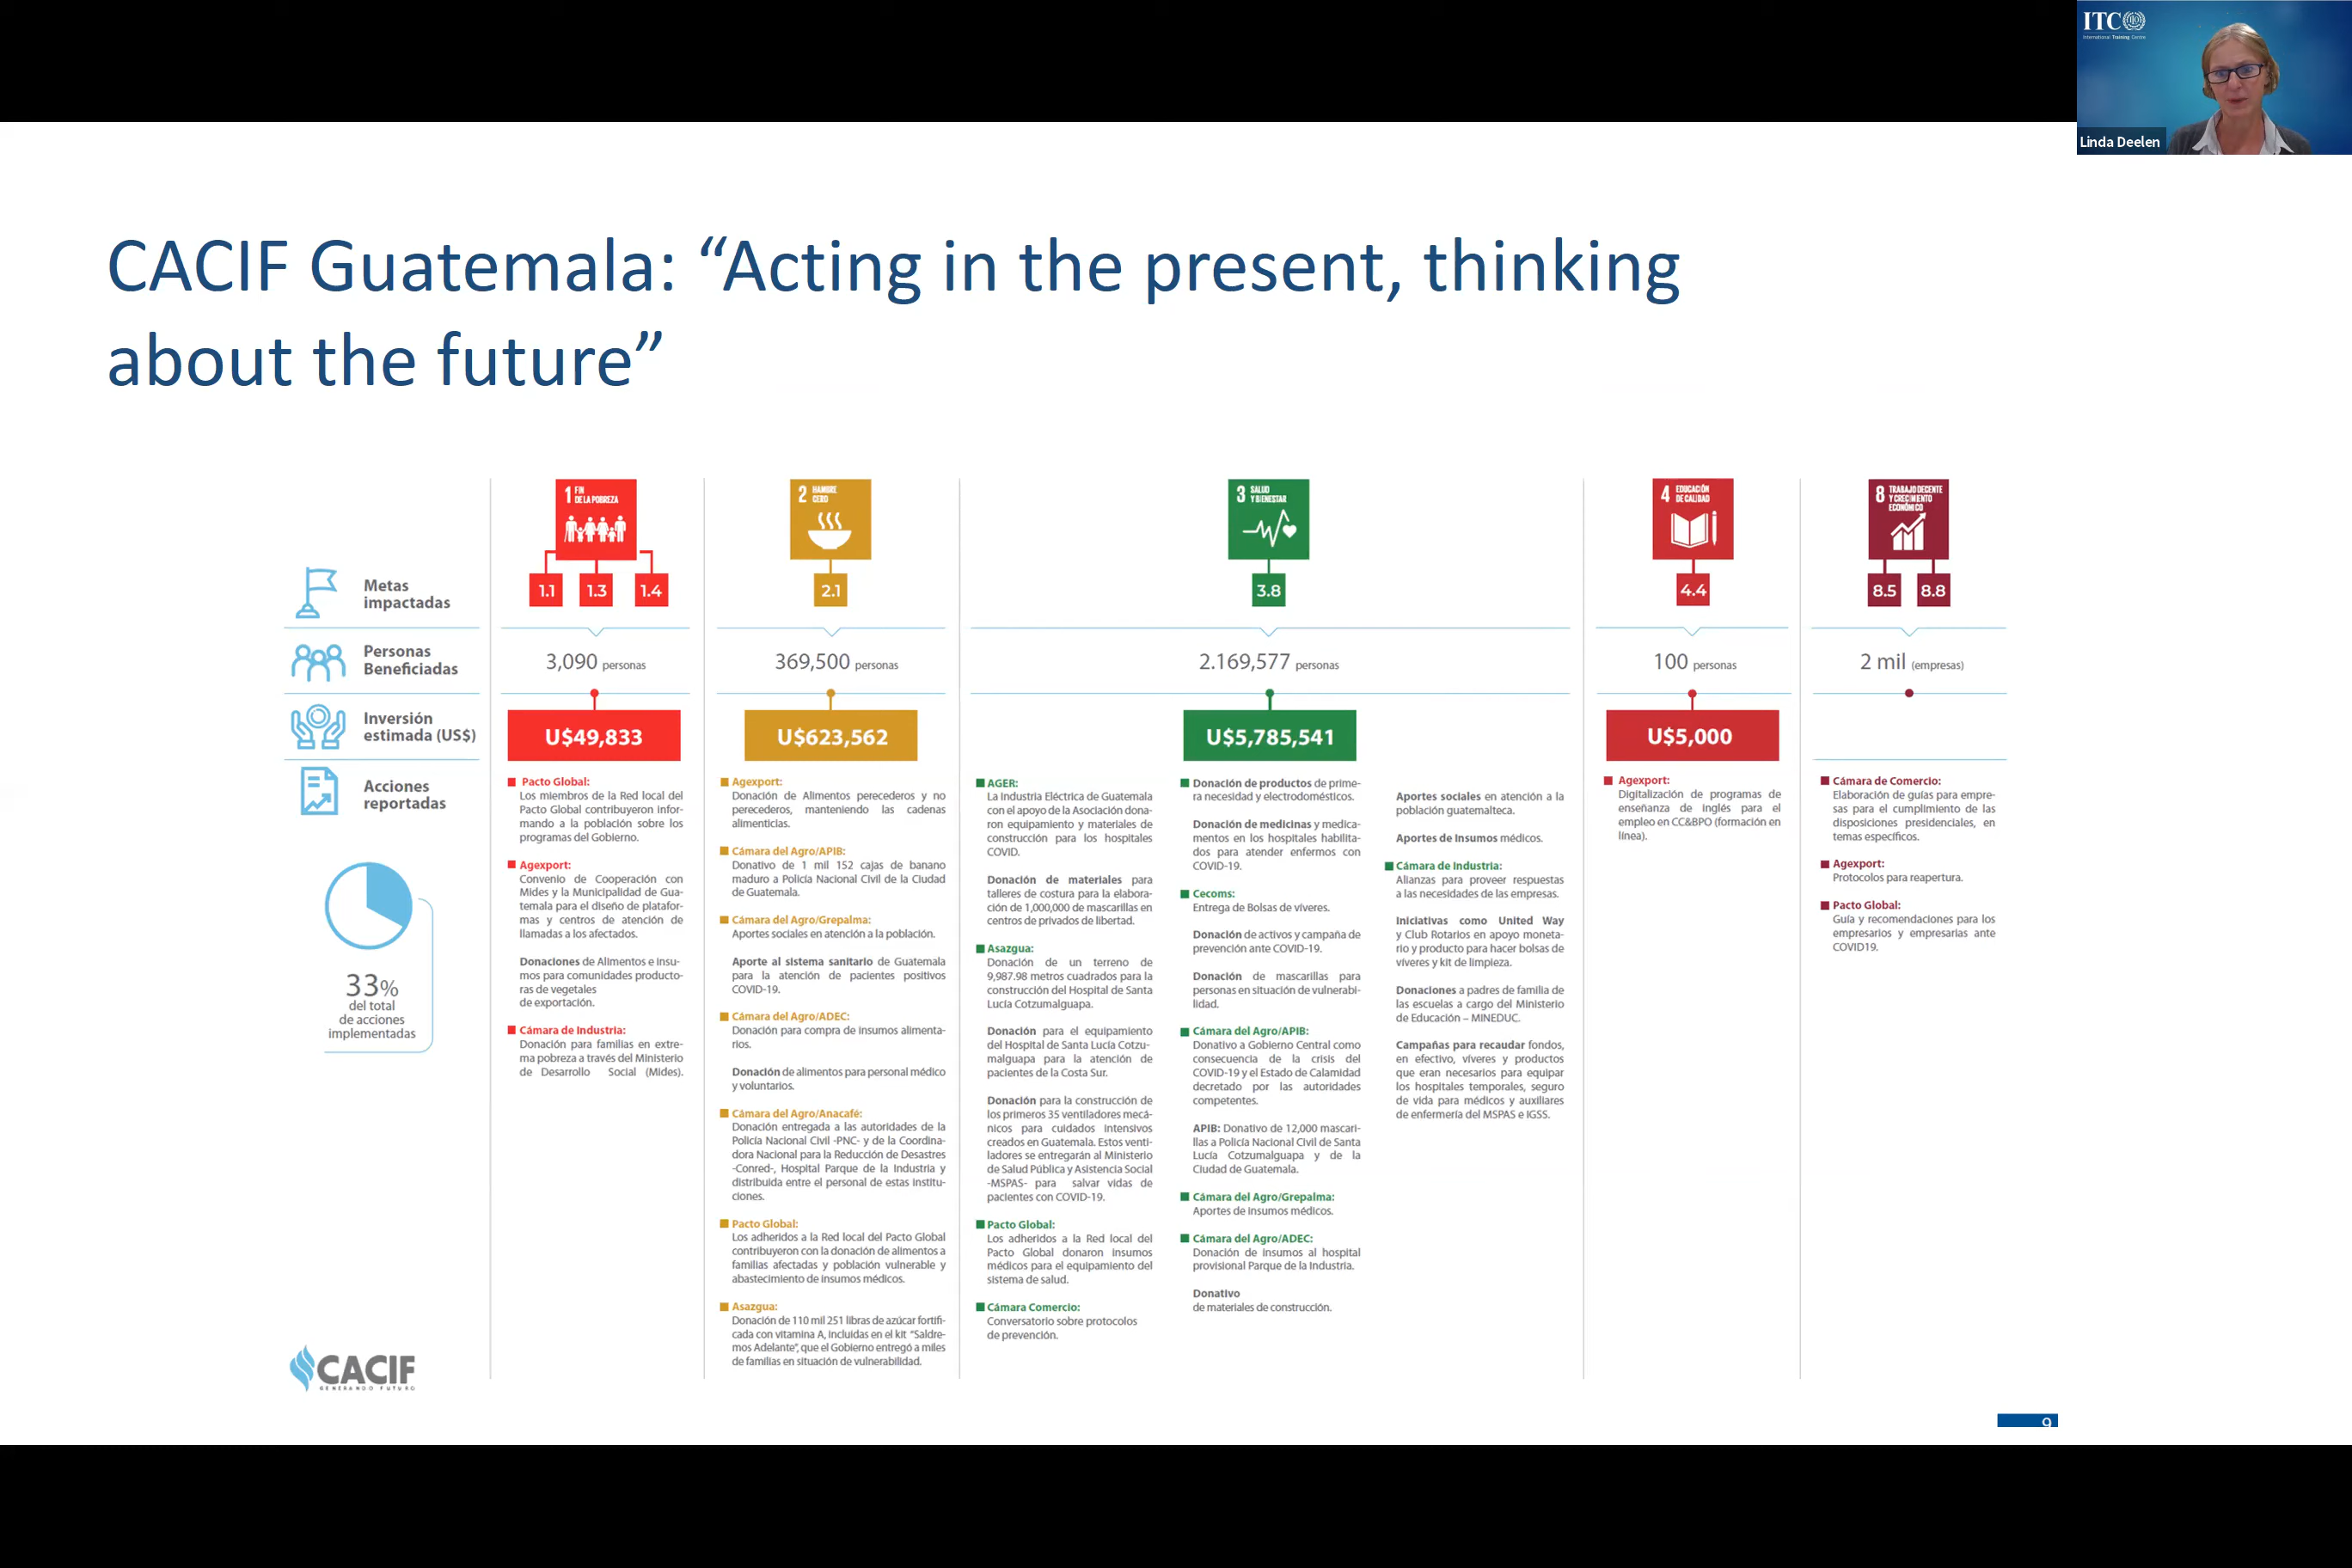 ITC
International Training Centre
Linda Deelen
CACIF Guatemala: “Acting in the present, thinking
about the future”
Metas
impactadas
Personas
Beneficiadas
Inversión
estimada (US$)
Acciones
reportadas
33%
del total
de acciones
implementadas
CACIF
GENERANDO FUTURO
1 FIN
DE LA POBREZA
1.1 1.3 1.4
3,090 personas
U$49,833
Pacto Global:
Los miembros de la Red local del
Pacto Global contribuyeron infor-
mando a la población sobre los
programas del Gobierno.
Agexport:
Convenio de Cooperación con
Mides y la Municipalidad de Gua-
temala para el diseño de platafor-
mas y centros de atención de
llamadas a los afectados.
Donaciones de Alimentos e insu-
mos para comunidades producto-
ras de vegetales
de exportación.
Cámara de Industria:
Donación para familias en extre-
ma pobreza a través del Ministerio
de Desarrollo Social (Mides).
2 HAMBRE
CERO
2.1
369,500 personas
U$623,562
Agexport:
Donación de Alimentos perecederos y no
perecederos, manteniendo las cadenas
alimenticias.
Cámara del Agro/APIB:
Donativo de 1 mil 152 cajas de banano
maduro a Policía Nacional Civil de la Ciudad
de Guatemala.
Cámara del Agro/Grepalma:
Aportes sociales en atención a la población.
Aporte al sistema sanitario de Guatemala
para la atención de pacientes positivos
COVID-19.
Cámara del Agro/ADEC:
Donación para compra de insumos alimenta-
rios.
Donación de alimentos para personal médico
y voluntarios.
Cámara del Agro/Anacafé:
Donación entregada a las autoridades de la
Policía Nacional Civil -PNC- y de la Coordina-
dora Nacional para la Reducción de Desastres
-Conred-, Hospital Parque de la Industria y
distribuida entre el personal de estas institu-
ciones.
Pacto Global:
Los adheridos a la Red local del Pacto Global
contribuyeron con la donación de alimentos a
familias afectadas y población vulnerable y
abastecimiento de insumos médicos.
Asazgua:
Donación de 110 mil 251 libras de azúcar fortifi-
cada con vitamina A, incluidas en el kit “Saldre-
mos Adelante”, que el Gobierno entregó a miles
de familias en situación de vulnerabilidad.
3 SALUD
Y BIENESTAR
3.8
2.169,577 personas
U$5,785,541
AGER:
La Industria Eléctrica de Guatemala
con el apoyo de la Asociación dona-
ron equipamiento y materiales de
construcción para los hospitales
COVID.
Donación de materiales para
talleres de costura para la elabora-
ción de 1,000,000 de mascarillas en
centros de privados de libertad.
Asazgua:
Donación de un terreno de
9,987.98 metros cuadrados para la
construcción del Hospital de Santa
Lucía Cotzumalguapa.
Donación para el equipamiento
del Hospital de Santa Lucía Cotzu-
malguapa para la atención de
pacientes de la Costa Sur.
Donación para la construcción de
los primeros 35 ventiladores mecá-
nicos para cuidados intensivos
creados en Guatemala. Estos venti-
ladores se entregarán al Ministerio
de Salud Pública y Asistencia Social
-MSPAS- para salvar vidas de
pacientes con COVID-19.
Pacto Global:
Los adheridos a la Red local del
Pacto Global donaron insumos
médicos para el equipamiento del
sistema de salud.
Cámara Comercio:
Conversatorio sobre protocolos
de prevención.
Donación de productos de prime-
ra necesidad y electrodomésticos.
Donación de medicinas y medica-
mentos en los hospitales habilita-
dos para atender enfermos con
COVID-19.
Cecoms:
Entrega de Bolsas de víveres.
Donación de activos y campaña de
prevención ante COVID-19.
Donación de mascarillas para
personas en situación de vulnerabi-
lidad.
Cámara del Agro/APIB:
Donativo a Gobierno Central como
consecuencia de la crisis del
COVID-19 y el Estado de Calamidad
decretado por las autoridades
competentes.
APIB: Donativo de 12,000 mascari-
llas a Policía Nacional Civil de Santa
Lucía Cotzumalguapa y de la
Ciudad de Guatemala.
Cámara del Agro/Grepalma:
Aportes de insumos médicos.
Cámara del Agro/ADEC:
Donación de insumos al hospital
provisional Parque de la Industria.
Donativo
de materiales de construcción.
Aportes sociales en atención a la
población guatemalteca.
Aportes de Insumos médicos.
Cámara de Industria:
Alianzas para proveer respuestas
a las necesidades de las empresas.
Iniciativas como United Way
y Club Rotarios en apoyo moneta-
rio y producto para hacer bolsas de
víveres y kit de limpieza.
Donaciones a padres de familia de
las escuelas a cargo del Ministerio
de Educación – MINEDUC.
Campañas para recaudar fondos,
en efectivo, víveres y productos
que eran necesarios para equipar
los hospitales temporales, seguro
de vida para médicos y auxiliares
de enfermería del MSPAS e IGSS.
4 EDUCACIÓN
DE CALIDAD
4.4
100 personas
U$5,000
Agexport:
Digitalización de programas de
enseñanza de inglés para el
empleo en CC&BPO (formación en
línea).
8 TRABAJO DECENTE
Y CRECIMIENTO
ECONÓMICO
8.5 8.8
2 mil (empresas)
Cámara de Comercio:
Elaboración de guías para empre-
sas para el cumplimiento de las
disposiciones presidenciales, en
temas específicos.
Agexport:
Protocolos para reapertura.
Pacto Global:
Guía y recomendaciones para los
empresarios y empresarias ante
COVID19.
9